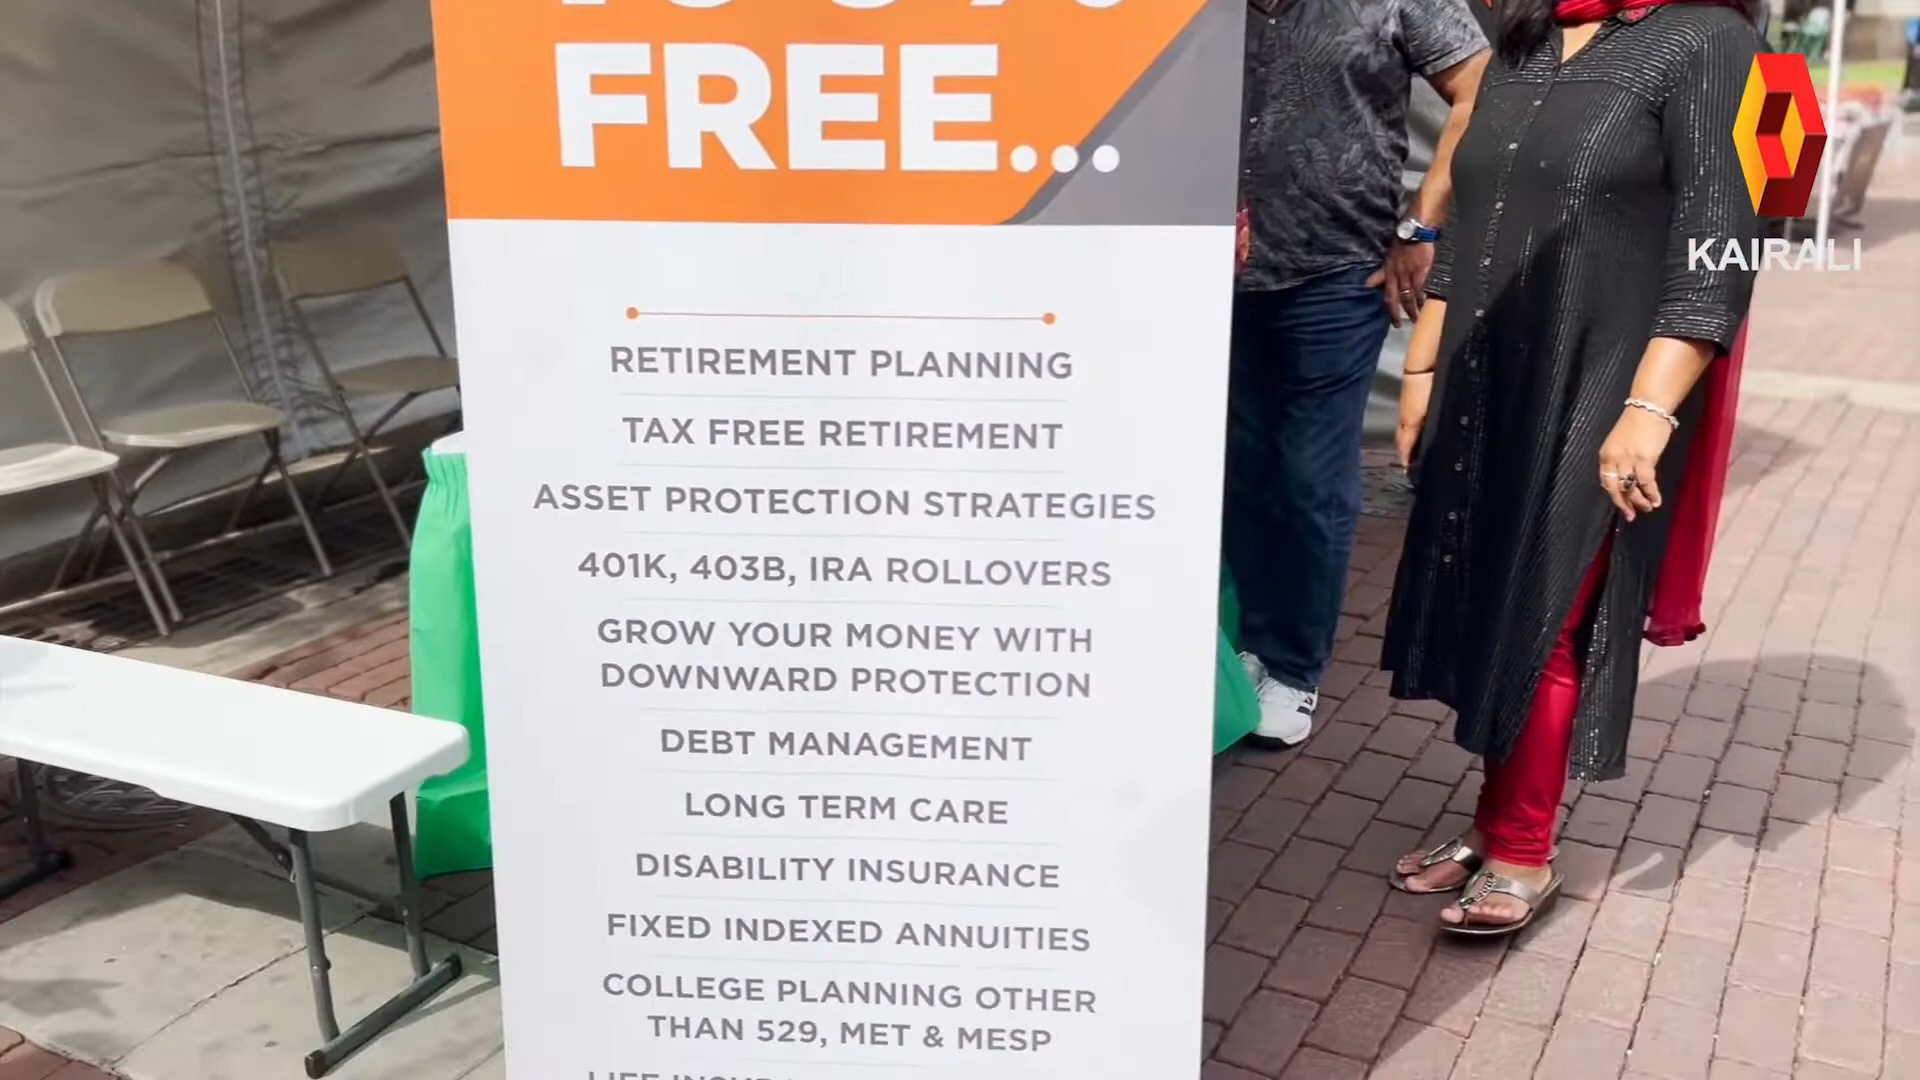 FREE...
KAIRALI
RETIREMENT PLANNING
TAX FREE RETIREMENT
ASSET PROTECTION STRATEGIES
401K, 403B, IRA ROLLOVERS
GROW YOUR MONEY WITH
DOWNWARD PROTECTION
DEBT MANAGEMENT
LONG TERM CARE
DISABILITY INSURANCE
FIXED INDEXED ANNUITIES
COLLEGE PLANNING OTHER
THAN 529, MET & MESP